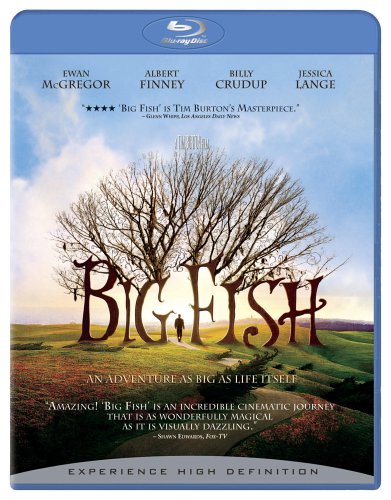 Blu-ray Disc
EWAN ALBERT BILLY JESSICA
MCGREGOR FINNEY CRUDUP LANGE
"★★★★ 'BIG FISH' IS TIM BURTON'S MASTERPIECE."
– GLENN WHIPP, LOS ANGELES DAILY NEWS
BIG FISH
AN ADVENTURE AS BIG AS LIFE ITSELF
"AMAZING! 'BIG FISH' IS AN INCREDIBLE CINEMATIC JOURNEY
THAT IS AS WONDERFULLY MAGICAL
AS IT IS VISUALLY DAZZLING.
– SHAWN EDWARDS, FOX-TV
EXPERIENCE HIGH DEFINITION